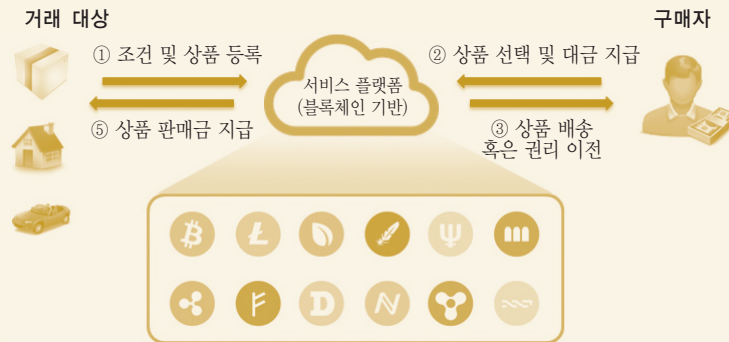 거래 대상
구매자
① 조건 및 상품 등록
② 상품 선택 및 대금 지급
서비스 플랫폼
(블록체인 기반)
⑤ 상품 판매금 지급
③ 상품 배송
혹은 권리 이전